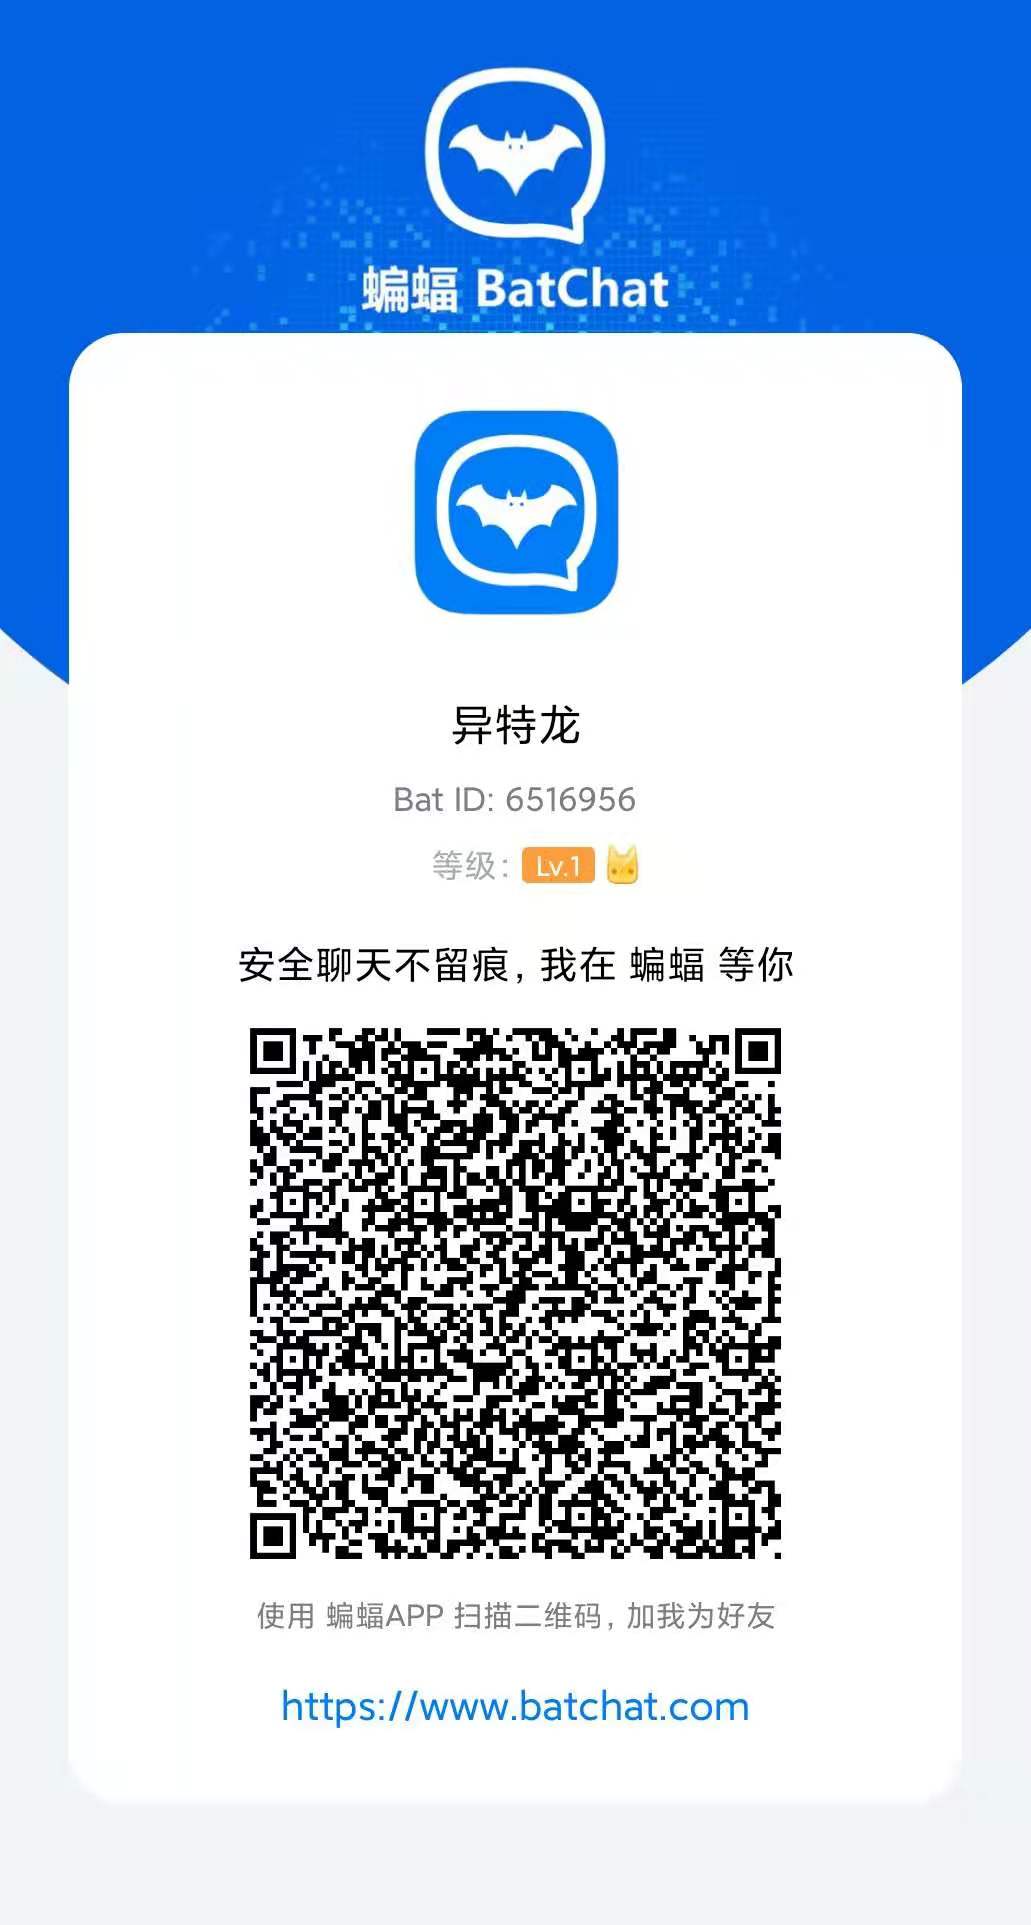 蝙蝠 BatChat
异特龙
Bat ID: 6516956
等级: Lv.1
安全聊天不留痕, 我在 蝙蝠 等你
使用 蝙蝠APP 扫描二维码, 加我为好友
https://www.batchat.com